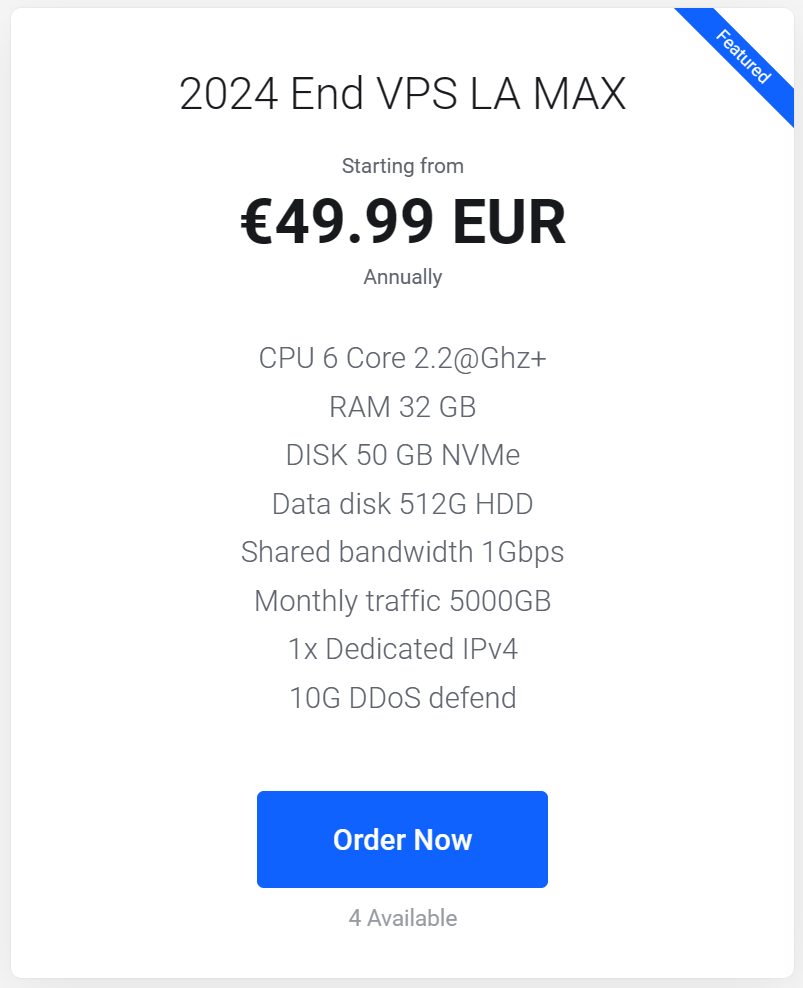 Featured
2024 End VPS LA MAX
Starting from
€49.99 EUR
Annually
CPU 6 Core 2.2@Ghz+
RAM 32 GB
DISK 50 GB NVMe
Data disk 512G HDD
Shared bandwidth 1Gbps
Monthly traffic 5000GB
1x Dedicated IPv4
10G DDoS defend
Order Now
4 Available